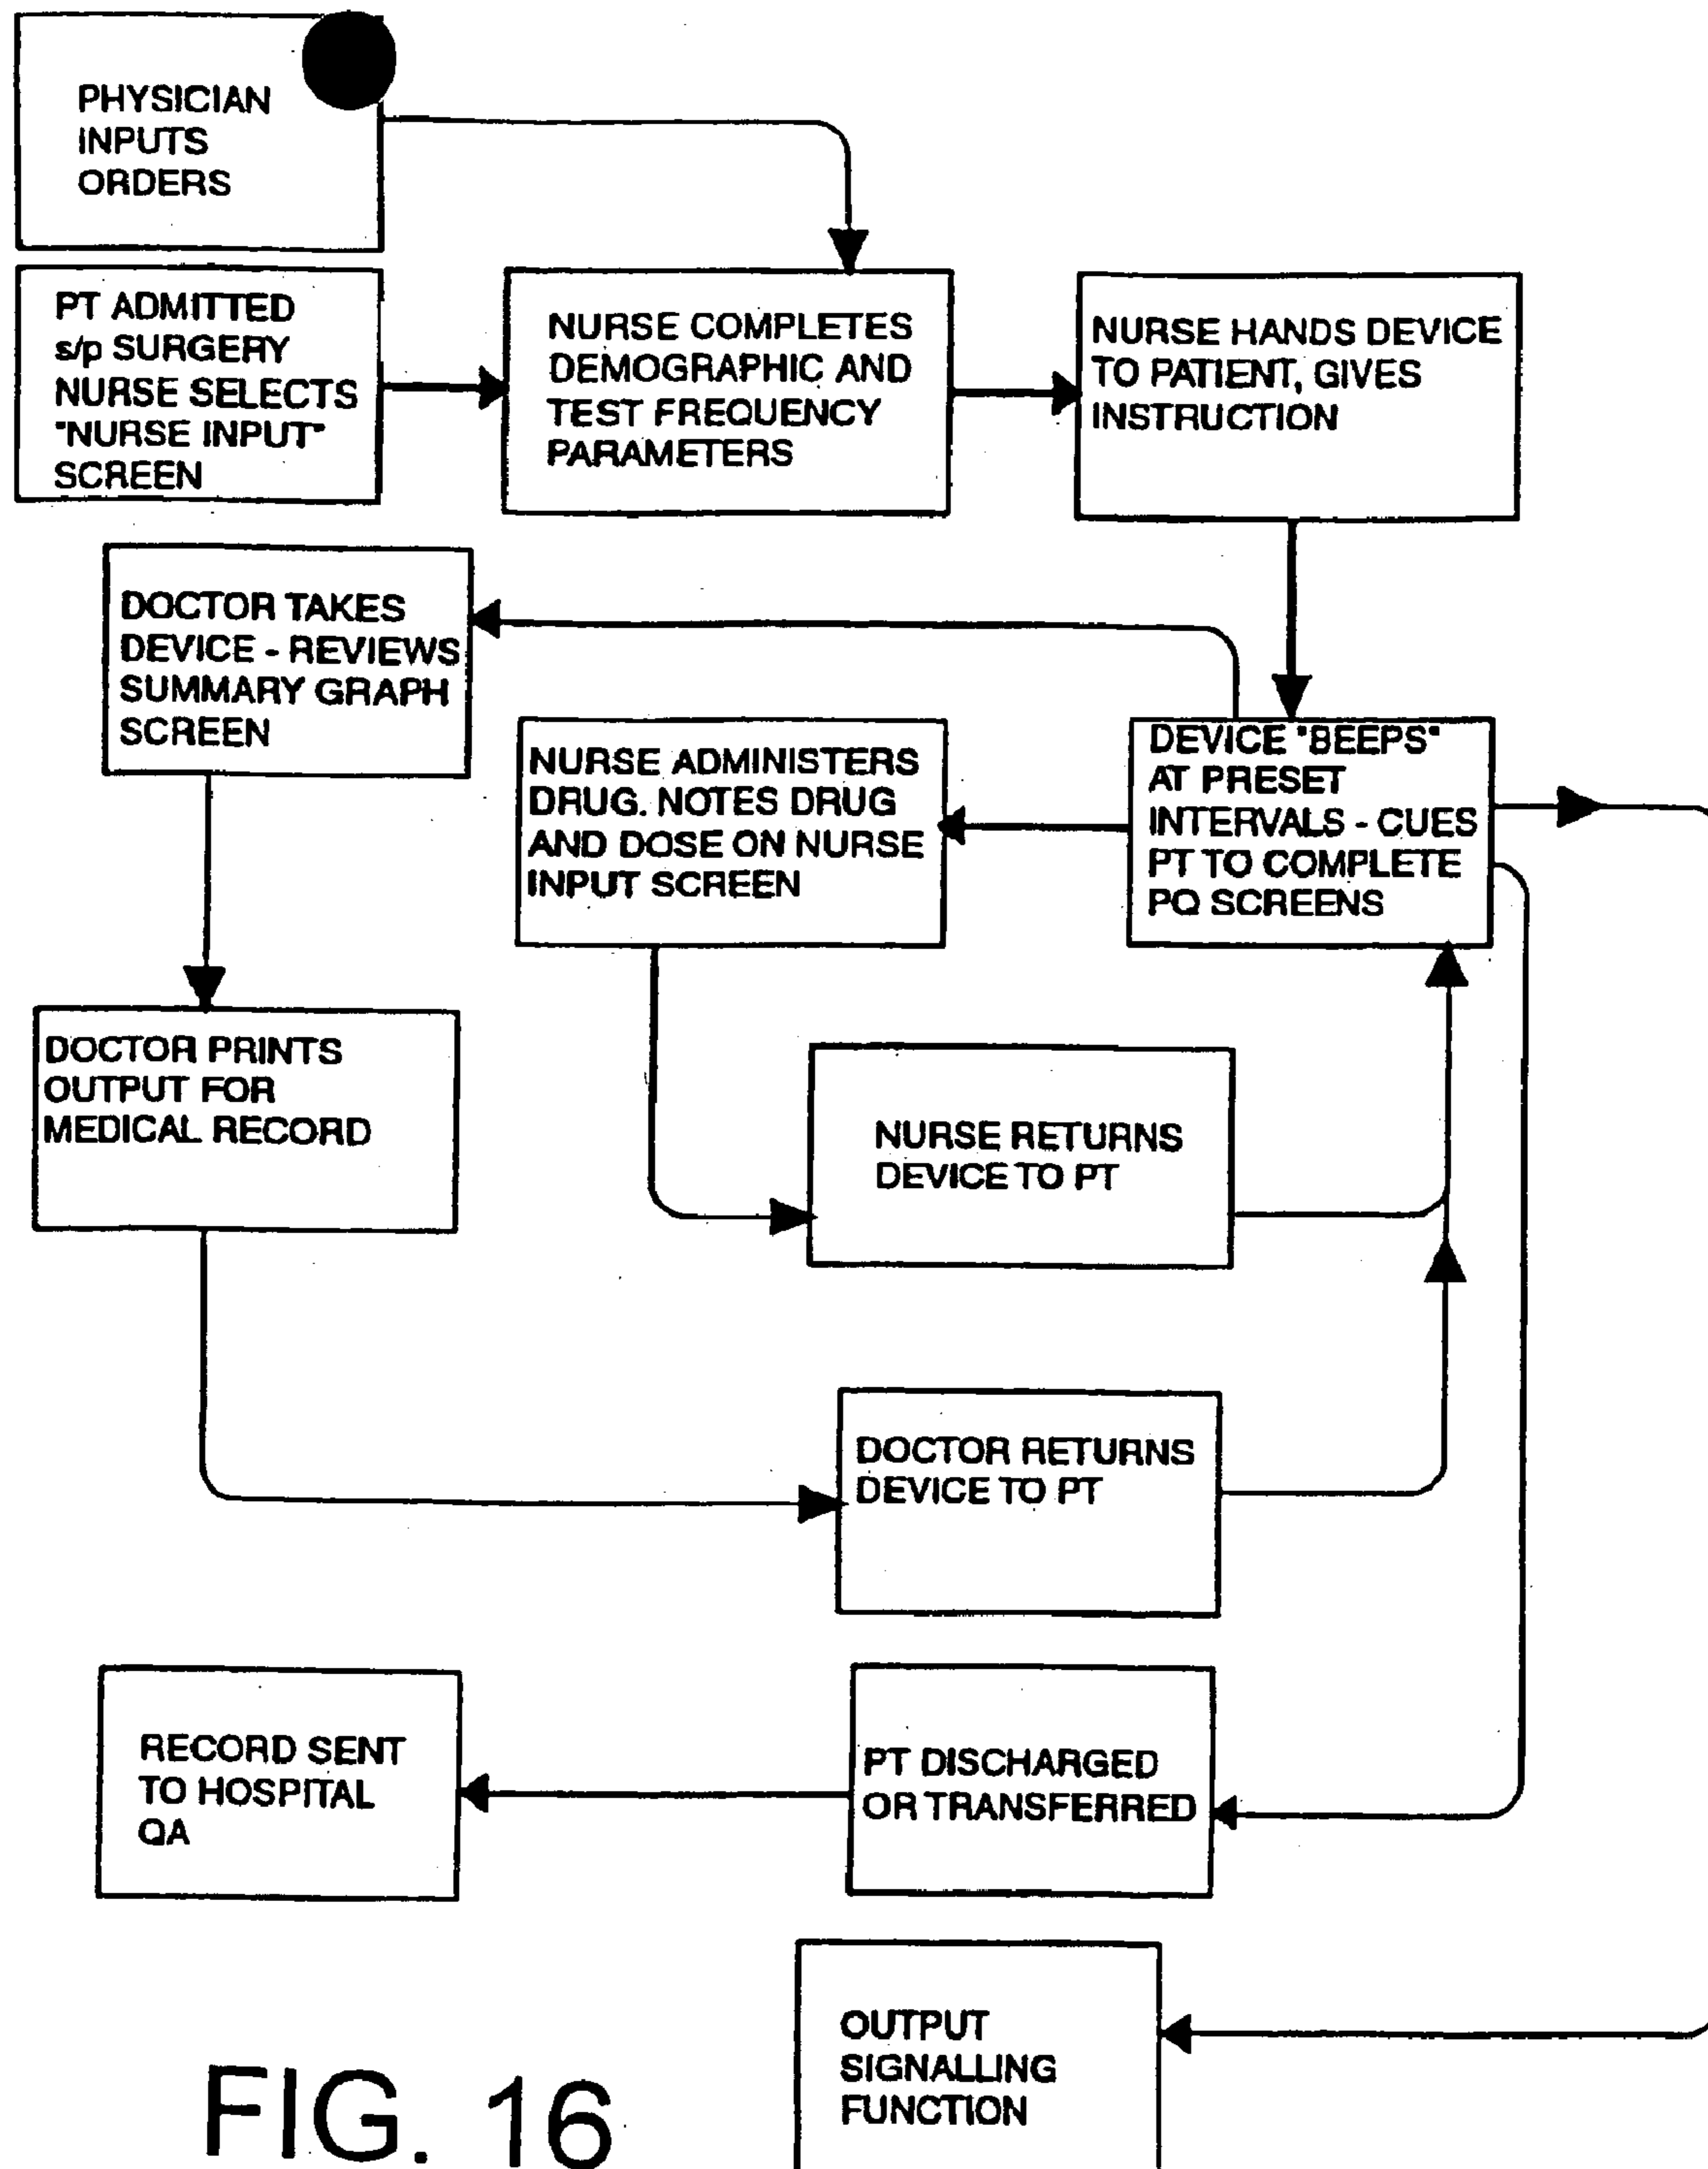 PHYSICIAN
INPUTS
ORDERS
PT ADMITTED
s/p SURGERY
NURSE SELECTS
"NURSE INPUT"
SCREEN
NURSE COMPLETES
DEMOGRAPHIC AND
TEST FREQUENCY
PARAMETERS
NURSE HANDS DEVICE
TO PATIENT, GIVES
INSTRUCTION
DOCTOR TAKES
DEVICE - REVIEWS
SUMMARY GRAPH
SCREEN
NURSE ADMINISTERS
DRUG. NOTES DRUG
AND DOSE ON NURSE
INPUT SCREEN
DEVICE "BEEPS"
AT PRESET
INTERVALS - CUES
PT TO COMPLETE
PQ SCREENS
DOCTOR PRINTS
OUTPUT FOR
MEDICAL RECORD
NURSE RETURNS
DEVICE TO PT
DOCTOR RETURNS
DEVICE TO PT
RECORD SENT
TO HOSPITAL
QA
PT DISCHARGED
OR TRANSFERRED
OUTPUT
SIGNALLING
FUNCTION
FIG. 16